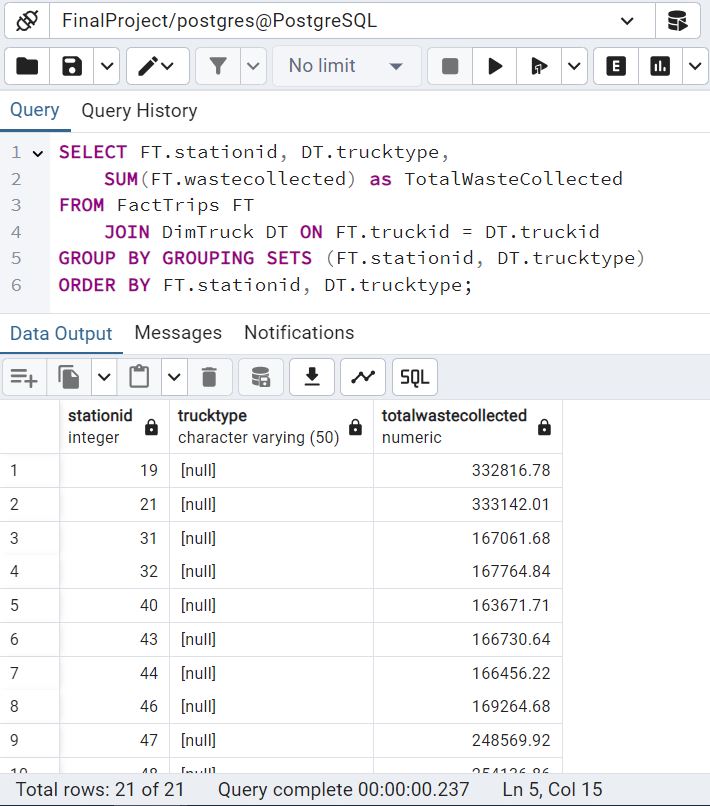 FinalProject/postgres@PostgreSQL
No limit
E
Query Query History
1 SELECT FT.stationid, DT.trucktype,
2 SUM(FT.wastecollected) as TotalWasteCollected
3 FROM FactTrips FT
4 JOIN DimTruck DT ON FT.truckid = DT.truckid
5 GROUP BY GROUPING SETS (FT.stationid, DT.trucktype)
6 ORDER BY FT.stationid, DT.trucktype;
Data Output Messages Notifications
SQL
stationid trucktype totalwastecollected
integer character varying (50) numeric
1 19 [null] 332816.78
2 21 [null] 333142.01
3 31 [null] 167061.68
4 32 [null] 167764.84
5 40 [null] 163671.71
6 43 [null] 166730.64
7 44 [null] 166456.22
8 46 [null] 169264.68
9 47 [null] 248569.92
10 48 [null] 254136.86
Total rows: 21 of 21 Query complete 00:00:00.237 Ln 5, Col 15